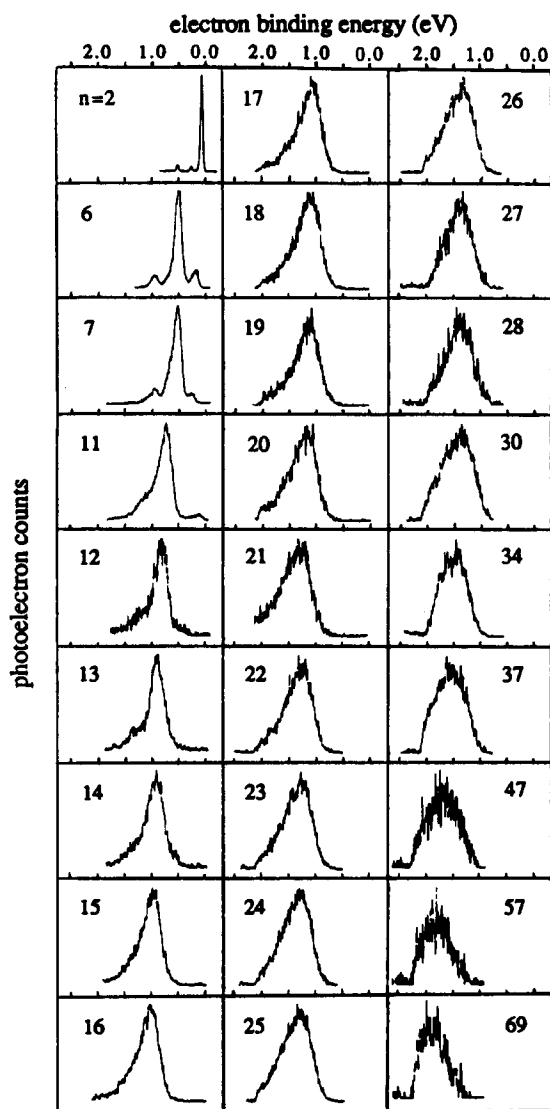 electron binding energy (eV)
2.0 1.0 0.0 2.0 1.0 0.0 2.0 1.0 0.0
n=2 17 26
6 18 27
7 19 28
11 20 30
12 21 34
13 22 37
14 23 47
15 24 57
16 25 69
photoelectron counts